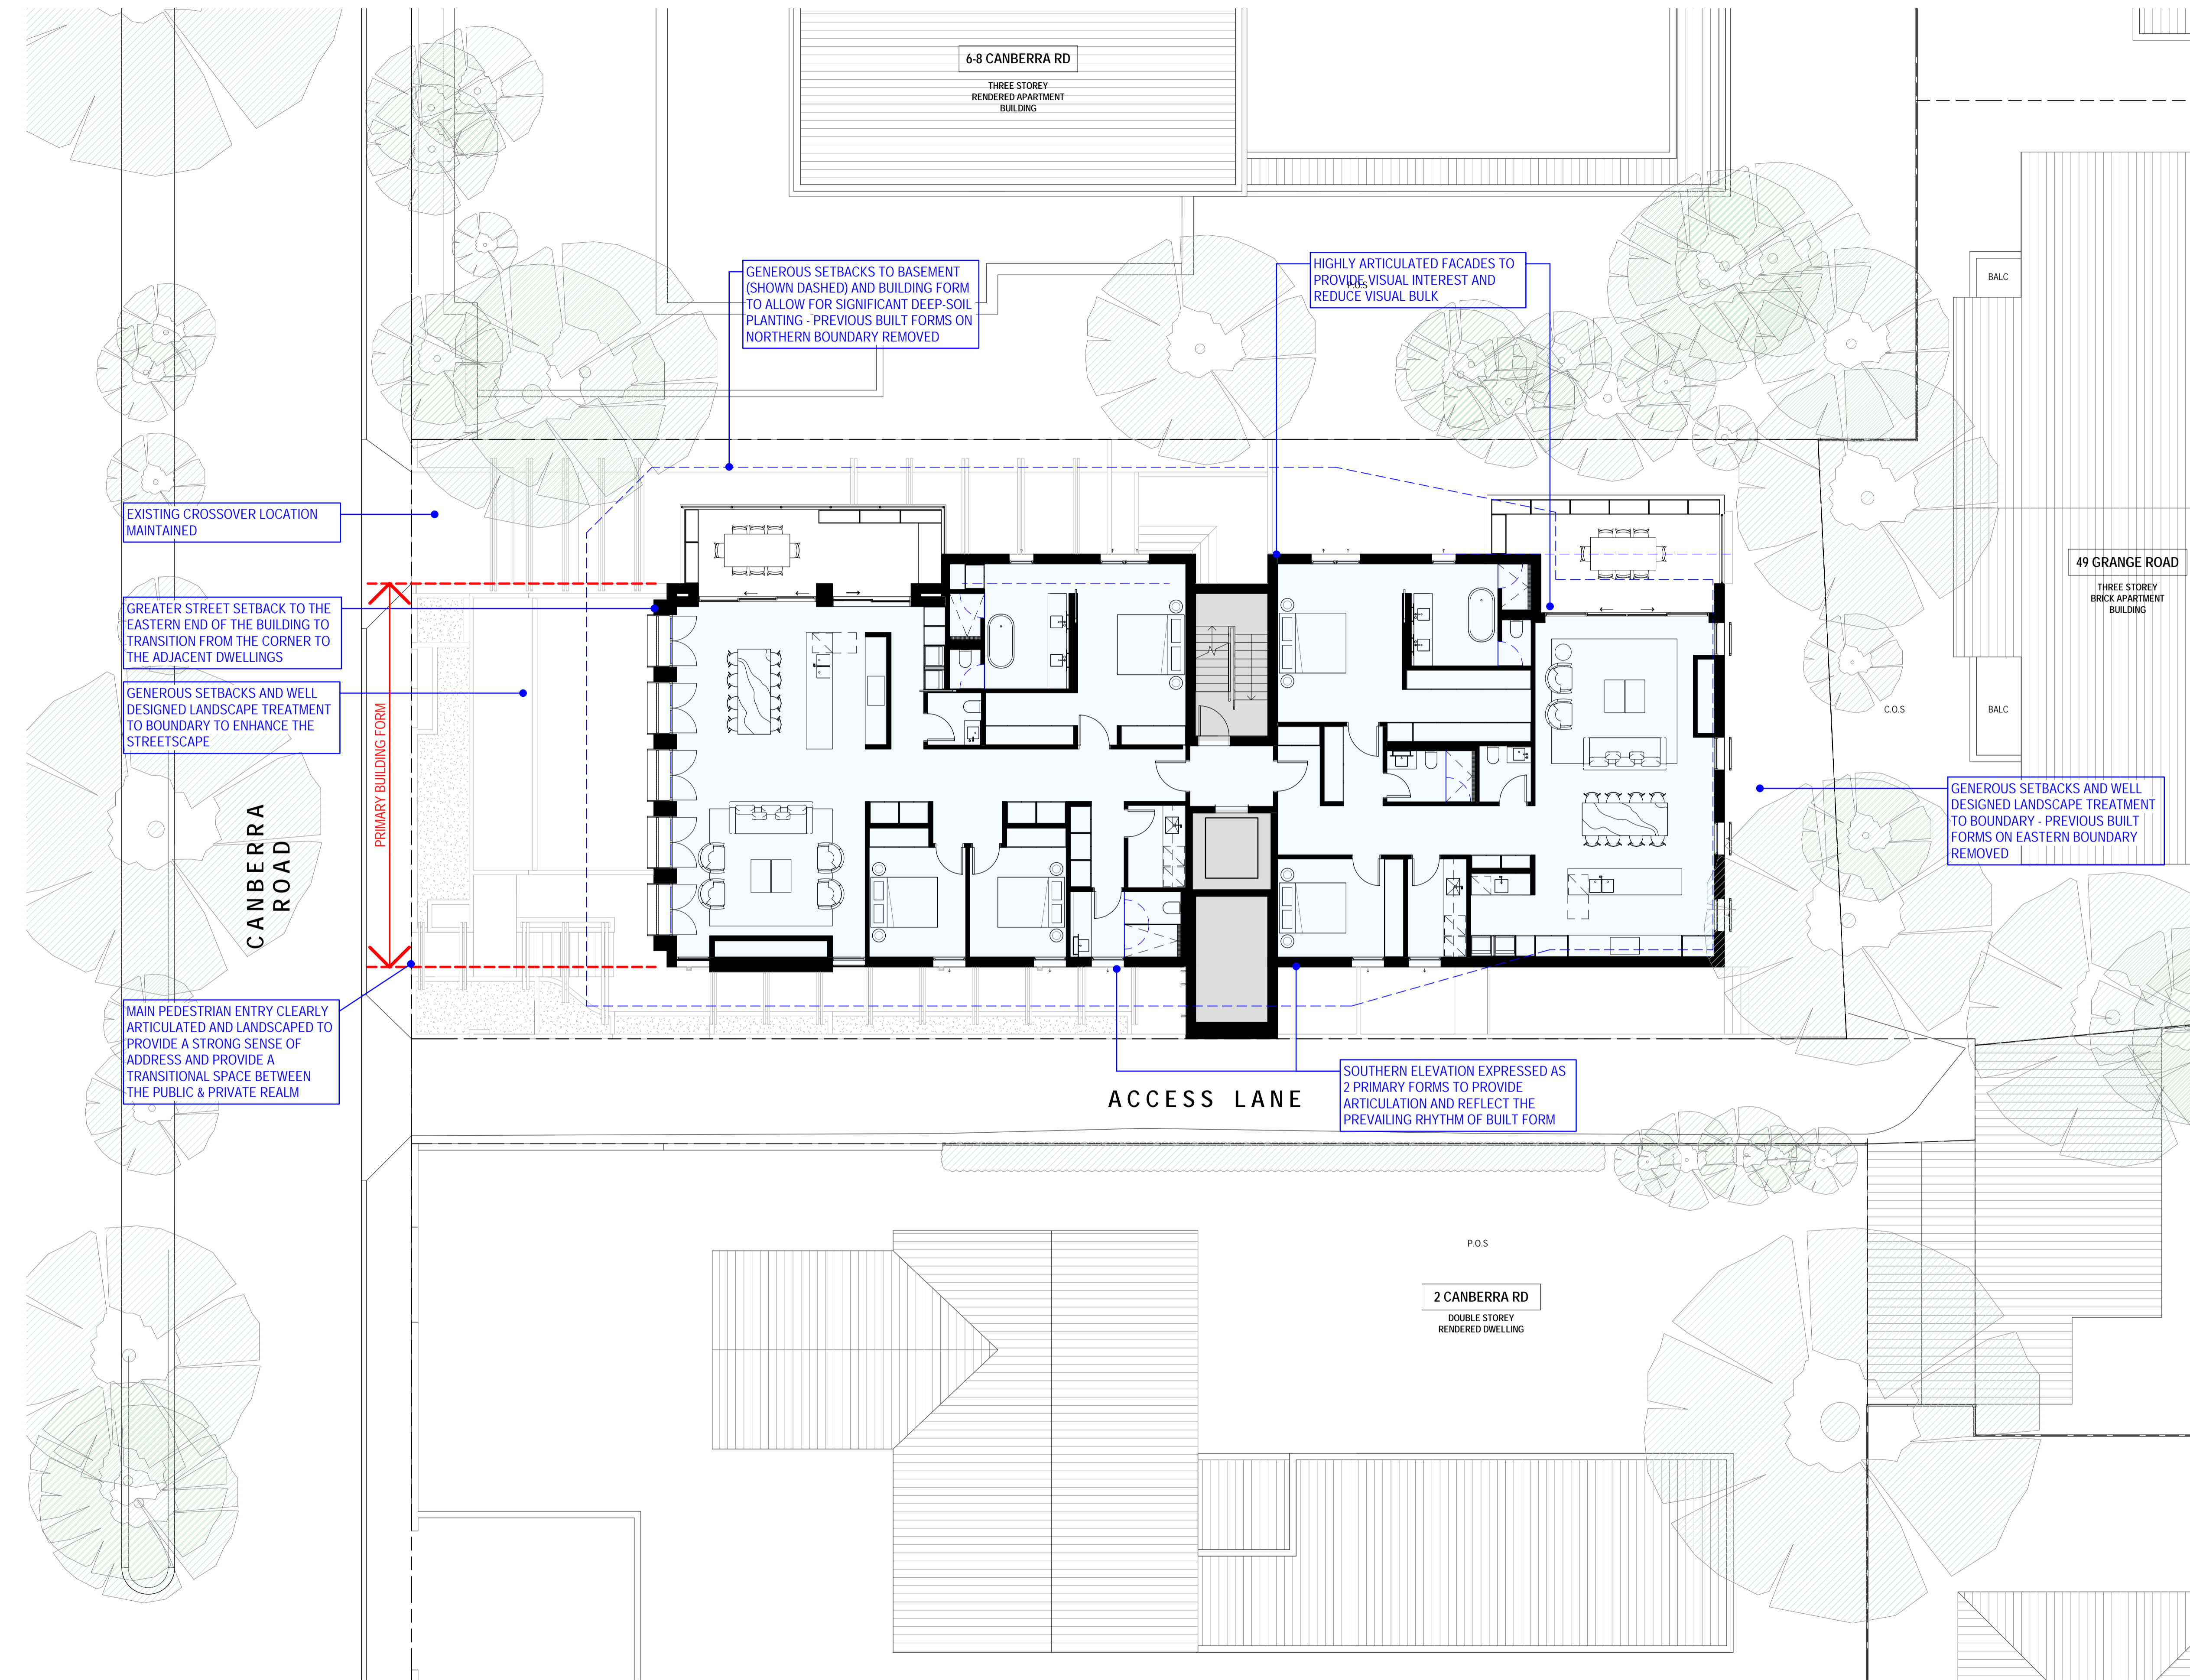 6-8 CANBERRA RD
THREE STOREY
RENDERED APARTMENT
BUILDING
GENEROUS SETBACKS TO BASEMENT
(SHOWN DASHED) AND BUILDING FORM
TO ALLOW FOR SIGNIFICANT DEEP-SOIL
PLANTING - PREVIOUS BUILT FORMS ON
NORTHERN BOUNDARY REMOVED
HIGHLY ARTICULATED FACADES TO
PROVIDE VISUAL INTEREST AND
REDUCE VISUAL BULK
P.O.S
BALC
EXISTING CROSSOVER LOCATION
MAINTAINED
49 GRANGE ROAD
THREE STOREY
BRICK APARTMENT
BUILDING
GREATER STREET SETBACK TO THE
EASTERN END OF THE BUILDING TO
TRANSITION FROM THE CORNER TO
THE ADJACENT DWELLINGS
GENEROUS SETBACKS AND WELL
DESIGNED LANDSCAPE TREATMENT
TO BOUNDARY TO ENHANCE THE
STREETSCAPE
PRIMARY BUILDING FORM
C.O.S
BALC
CANBERRA
ROAD
GENEROUS SETBACKS AND WELL
DESIGNED LANDSCAPE TREATMENT
TO BOUNDARY - PREVIOUS BUILT
FORMS ON EASTERN BOUNDARY
REMOVED
MAIN PEDESTRIAN ENTRY CLEARLY
ARTICULATED AND LANDSCAPED TO
PROVIDE A STRONG SENSE OF
ADDRESS AND PROVIDE A
TRANSITIONAL SPACE BETWEEN
THE PUBLIC & PRIVATE REALM
ACCESS LANE
SOUTHERN ELEVATION EXPRESSED AS
2 PRIMARY FORMS TO PROVIDE
ARTICULATION AND REFLECT THE
PREVAILING RHYTHM OF BUILT FORM
P.O.S
2 CANBERRA RD
DOUBLE STOREY
RENDERED DWELLING